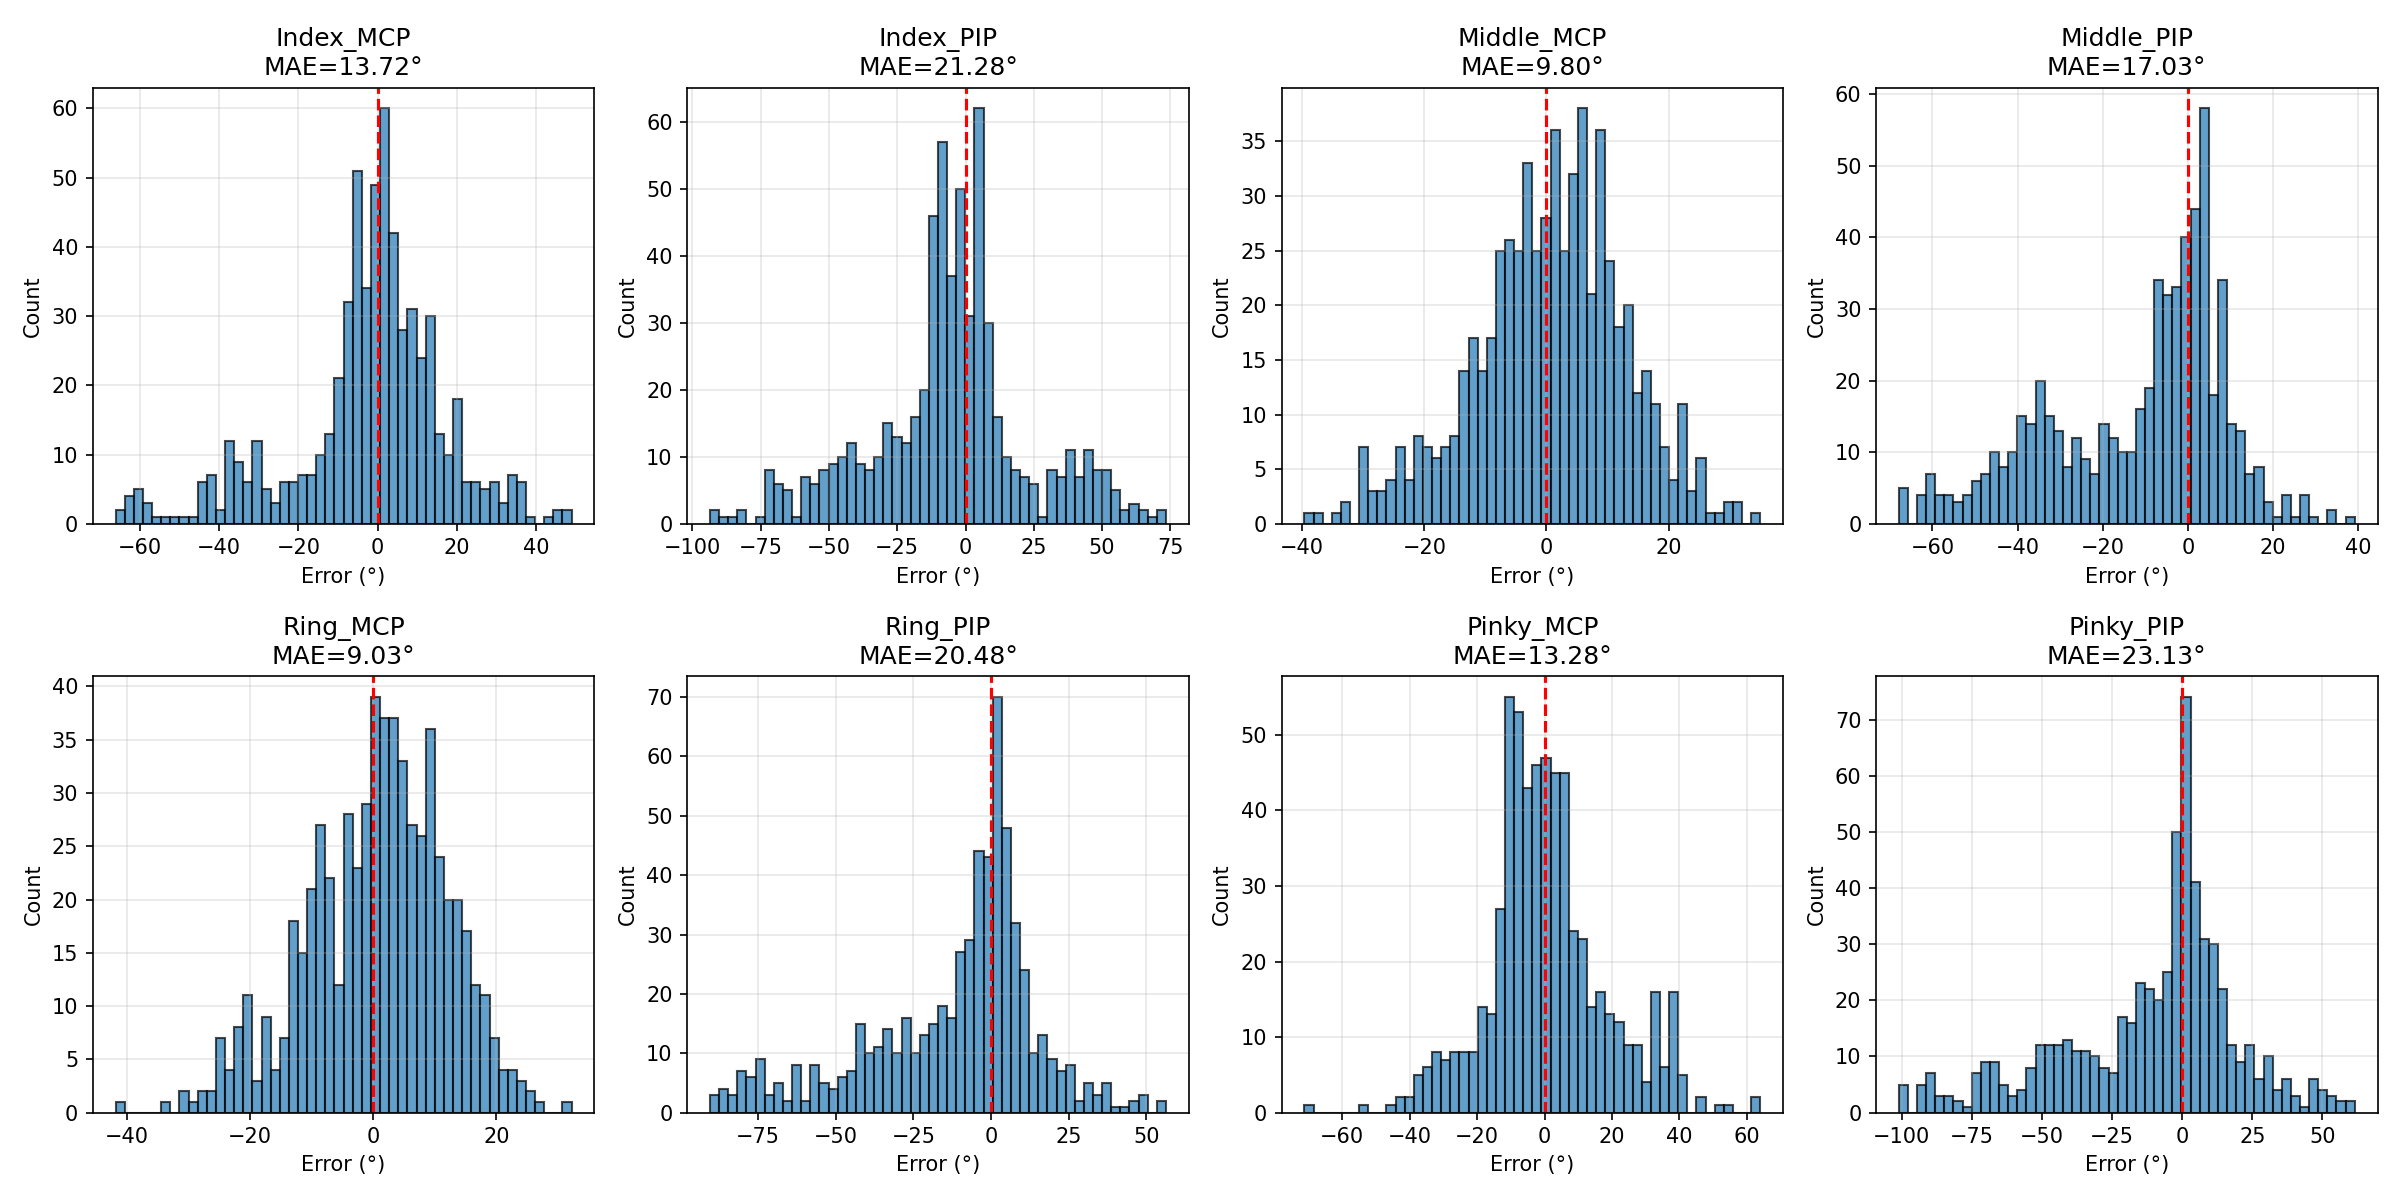 Index_MCP
MAE=13.72°
60
50
40
30
20
10
0
Count
−60 −40 −20 0 20 40
Error (°)
Index_PIP
MAE=21.28°
60
50
40
30
20
10
0
Count
−100 −75 −50 −25 0 25 50 75
Error (°)
Middle_MCP
MAE=9.80°
35
30
25
20
15
10
5
0
Count
−40 −20 0 20
Error (°)
Middle_PIP
MAE=17.03°
60
50
40
30
20
10
0
Count
−60 −40 −20 0 20 40
Error (°)
Ring_MCP
MAE=9.03°
40
35
30
25
20
15
10
5
0
Count
−40 −20 0 20
Error (°)
Ring_PIP
MAE=20.48°
70
60
50
40
30
20
10
0
Count
−75 −50 −25 0 25 50
Error (°)
Pinky_MCP
MAE=13.28°
50
40
30
20
10
0
Count
−60 −40 −20 0 20 40 60
Error (°)
Pinky_PIP
MAE=23.13°
70
60
50
40
30
20
10
0
Count
−100 −75 −50 −25 0 25 50
Error (°)